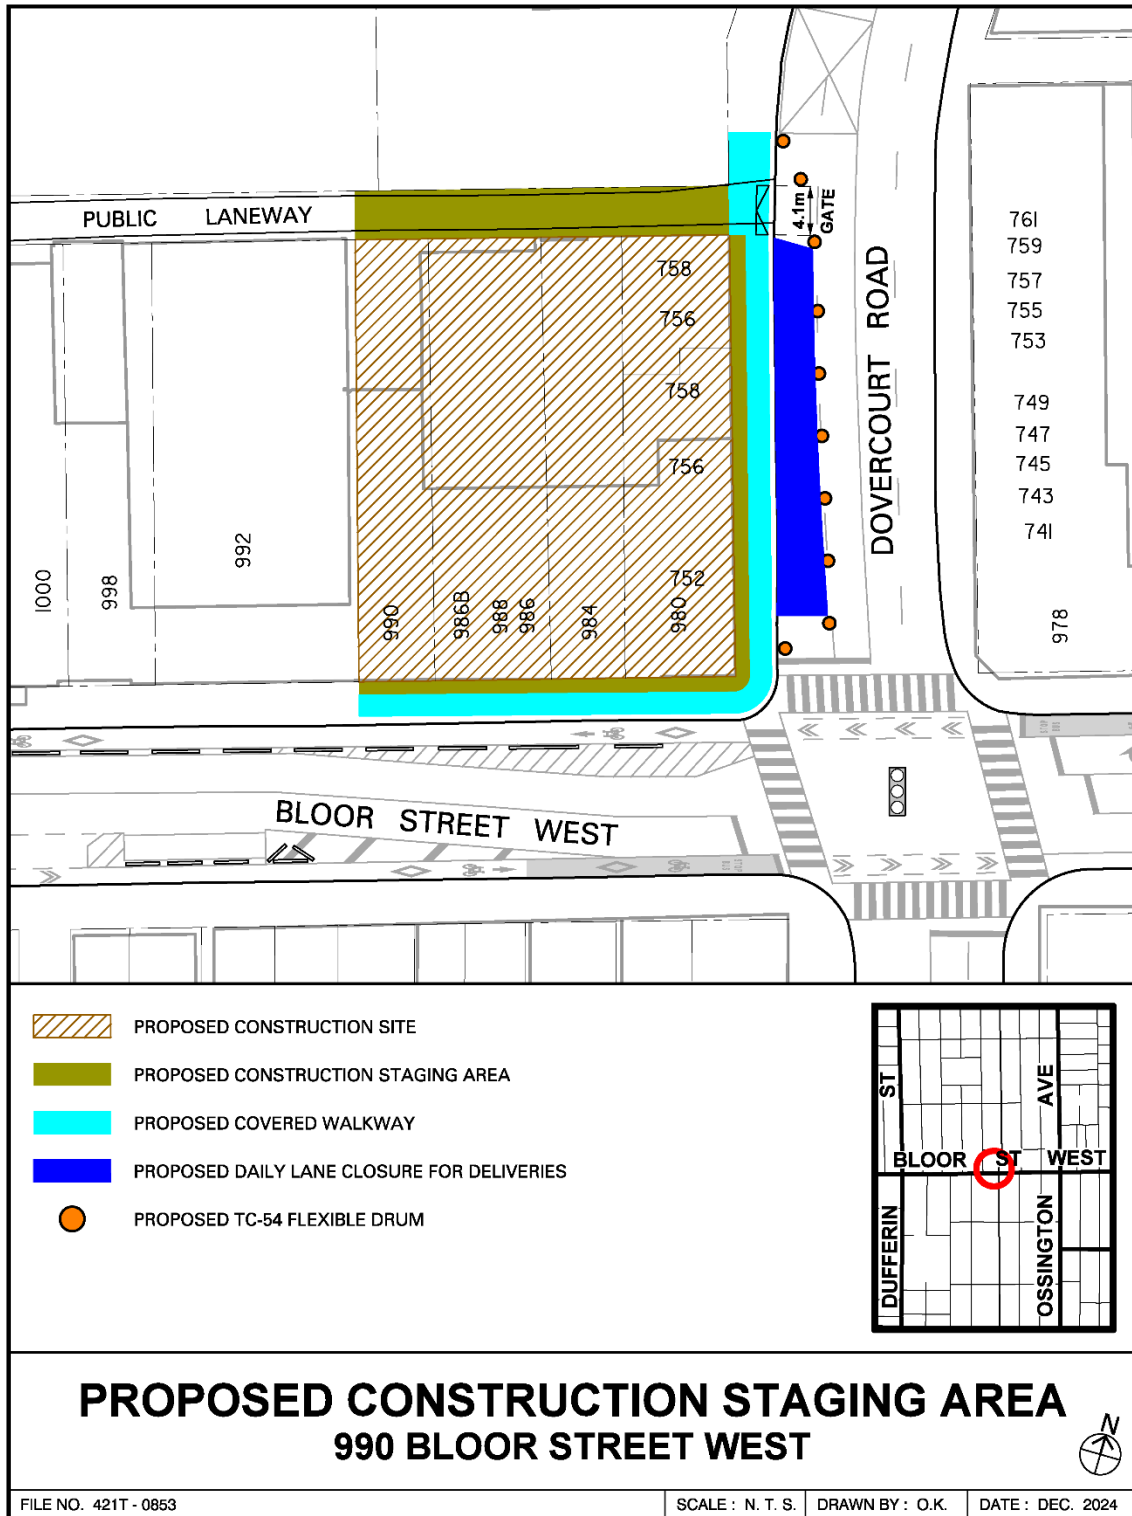 PUBLIC LANEWAY
4.1m
GATE
DOVERCOURT ROAD
758
756
758
756
752
761
759
757
755
753
749
747
745
743
741
978
1000
998
992
990
986B
988
986
984
980
BLOOR STREET WEST
PROPOSED CONSTRUCTION SITE
PROPOSED CONSTRUCTION STAGING AREA
PROPOSED COVERED WALKWAY
PROPOSED DAILY LANE CLOSURE FOR DELIVERIES
PROPOSED TC-54 FLEXIBLE DRUM
ST
AVE
BLOOR ST WEST
DUFFERIN
OSSINGTON
PROPOSED CONSTRUCTION STAGING AREA
990 BLOOR STREET WEST
N
FILE NO. 421T - 0853
SCALE : N. T. S.
DRAWN BY : O.K.
DATE : DEC. 2024